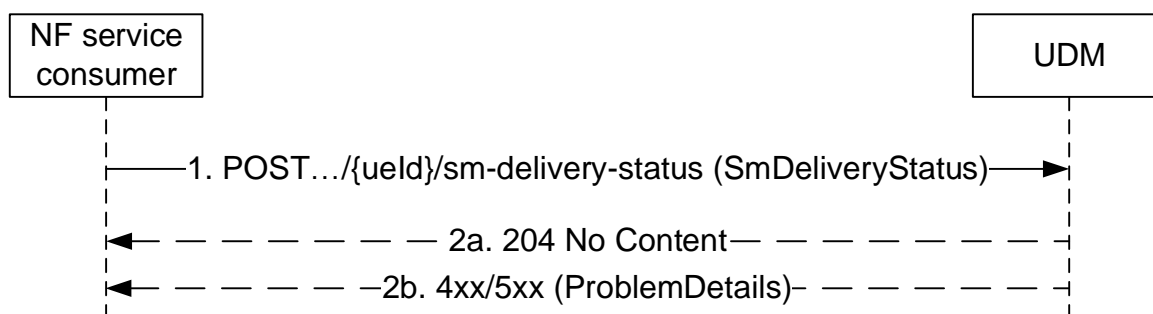 NF service
consumer
UDM
1. POST…/{ueId}/sm-delivery-status (SmDeliveryStatus)
2a. 204 No Content
2b. 4xx/5xx (ProblemDetails)